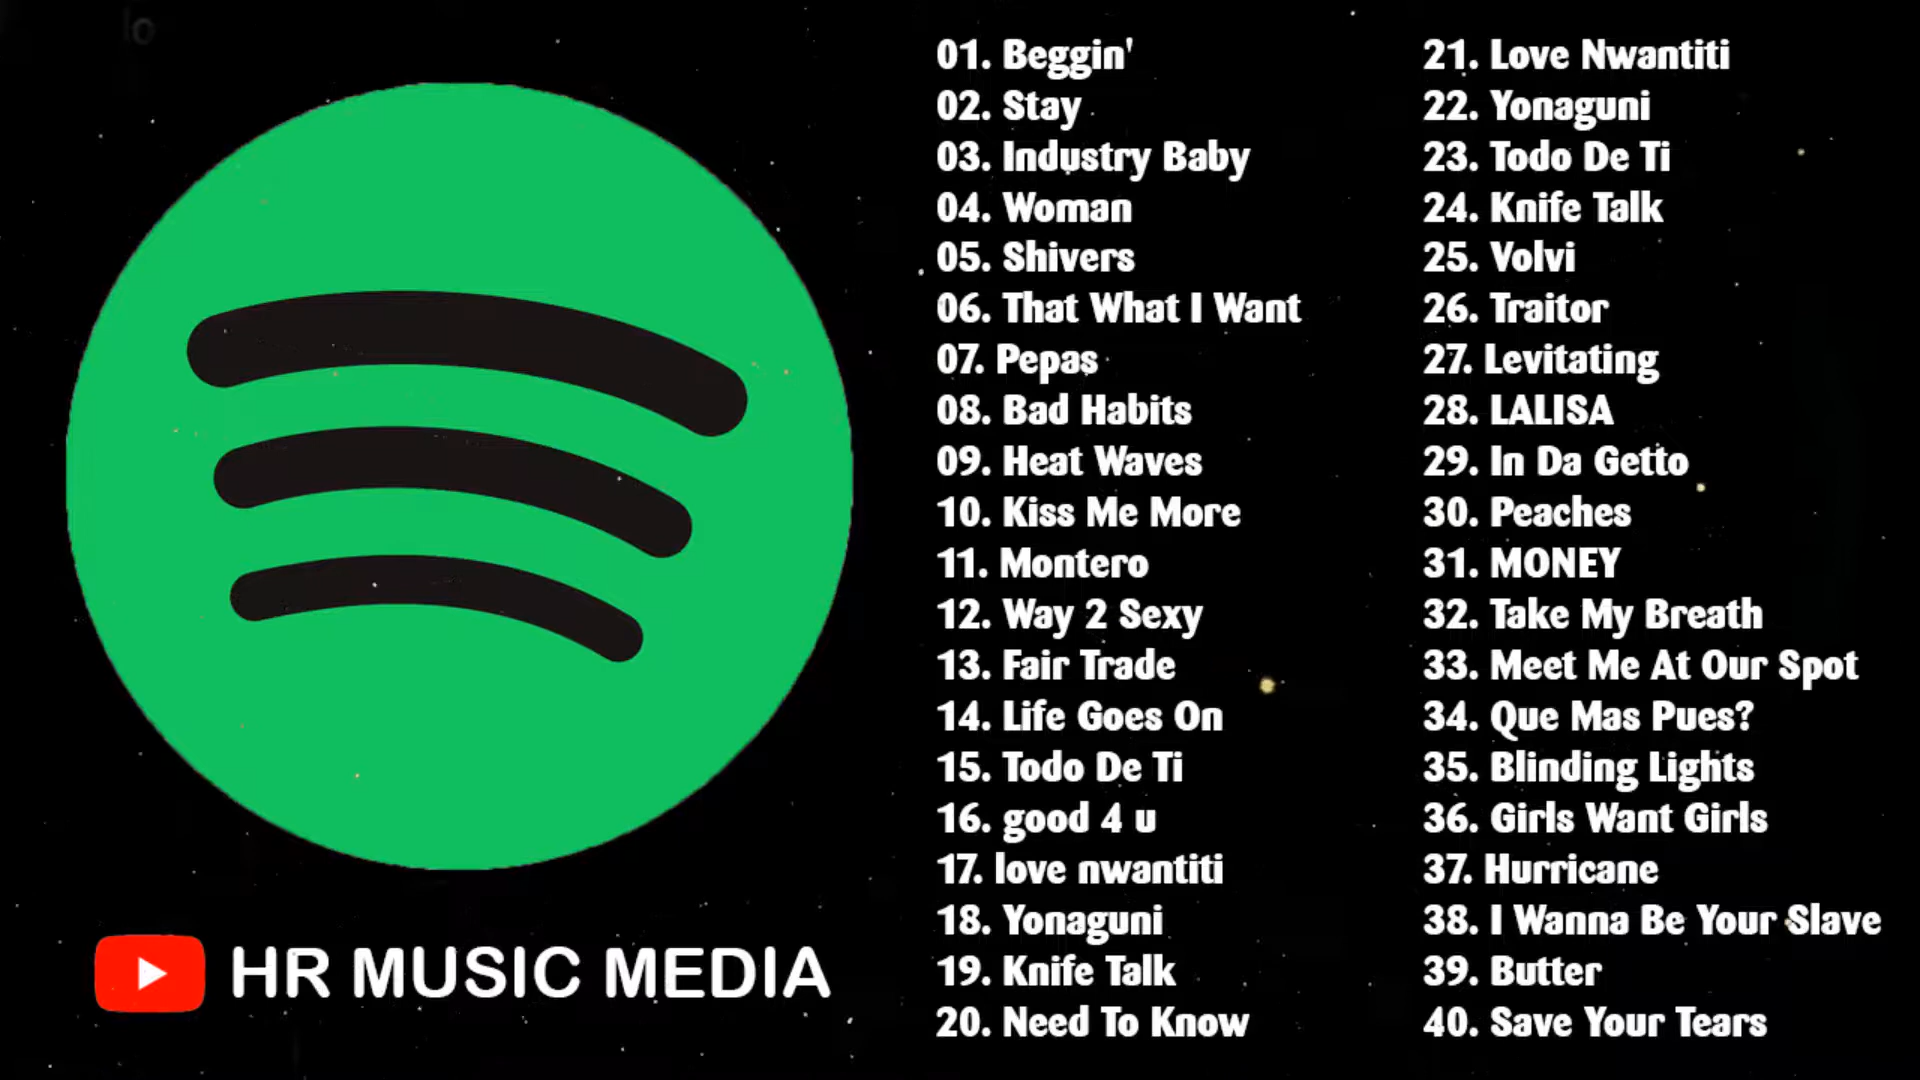 lo
01. Beggin'
02. Stay
03. Industry Baby
04. Woman
05. Shivers
06. That What I Want
07. Pepas
08. Bad Habits
09. Heat Waves
10. Kiss Me More
11. Montero
12. Way 2 Sexy
13. Fair Trade
14. Life Goes On
15. Todo De Ti
16. good 4 u
17. love nwantiti
18. Yonaguni
19. Knife Talk
20. Need To Know
21. Love Nwantiti
22. Yonaguni
23. Todo De Ti
24. Knife Talk
25. Volvi
26. Traitor
27. Levitating
28. LALISA
29. In Da Getto
30. Peaches
31. MONEY
32. Take My Breath
33. Meet Me At Our Spot
34. Que Mas Pues?
35. Blinding Lights
36. Girls Want Girls
37. Hurricane
38. I Wanna Be Your Slave
39. Butter
40. Save Your Tears
HR MUSIC MEDIA